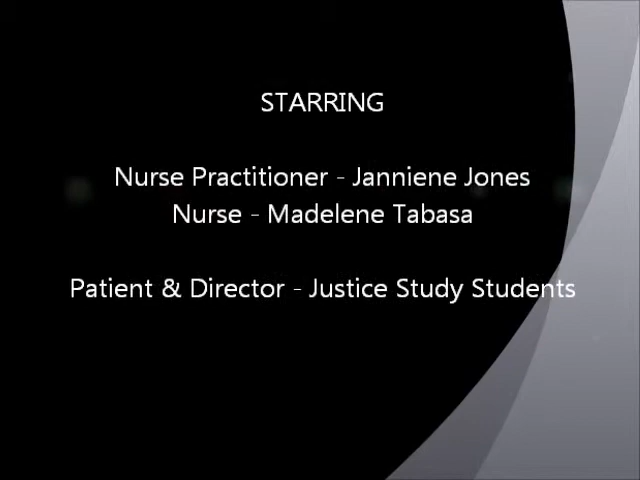 STARRING
Nurse Practitioner - Janniene Jones
Nurse - Madelene Tabasa
Patient & Director - Justice Study Students